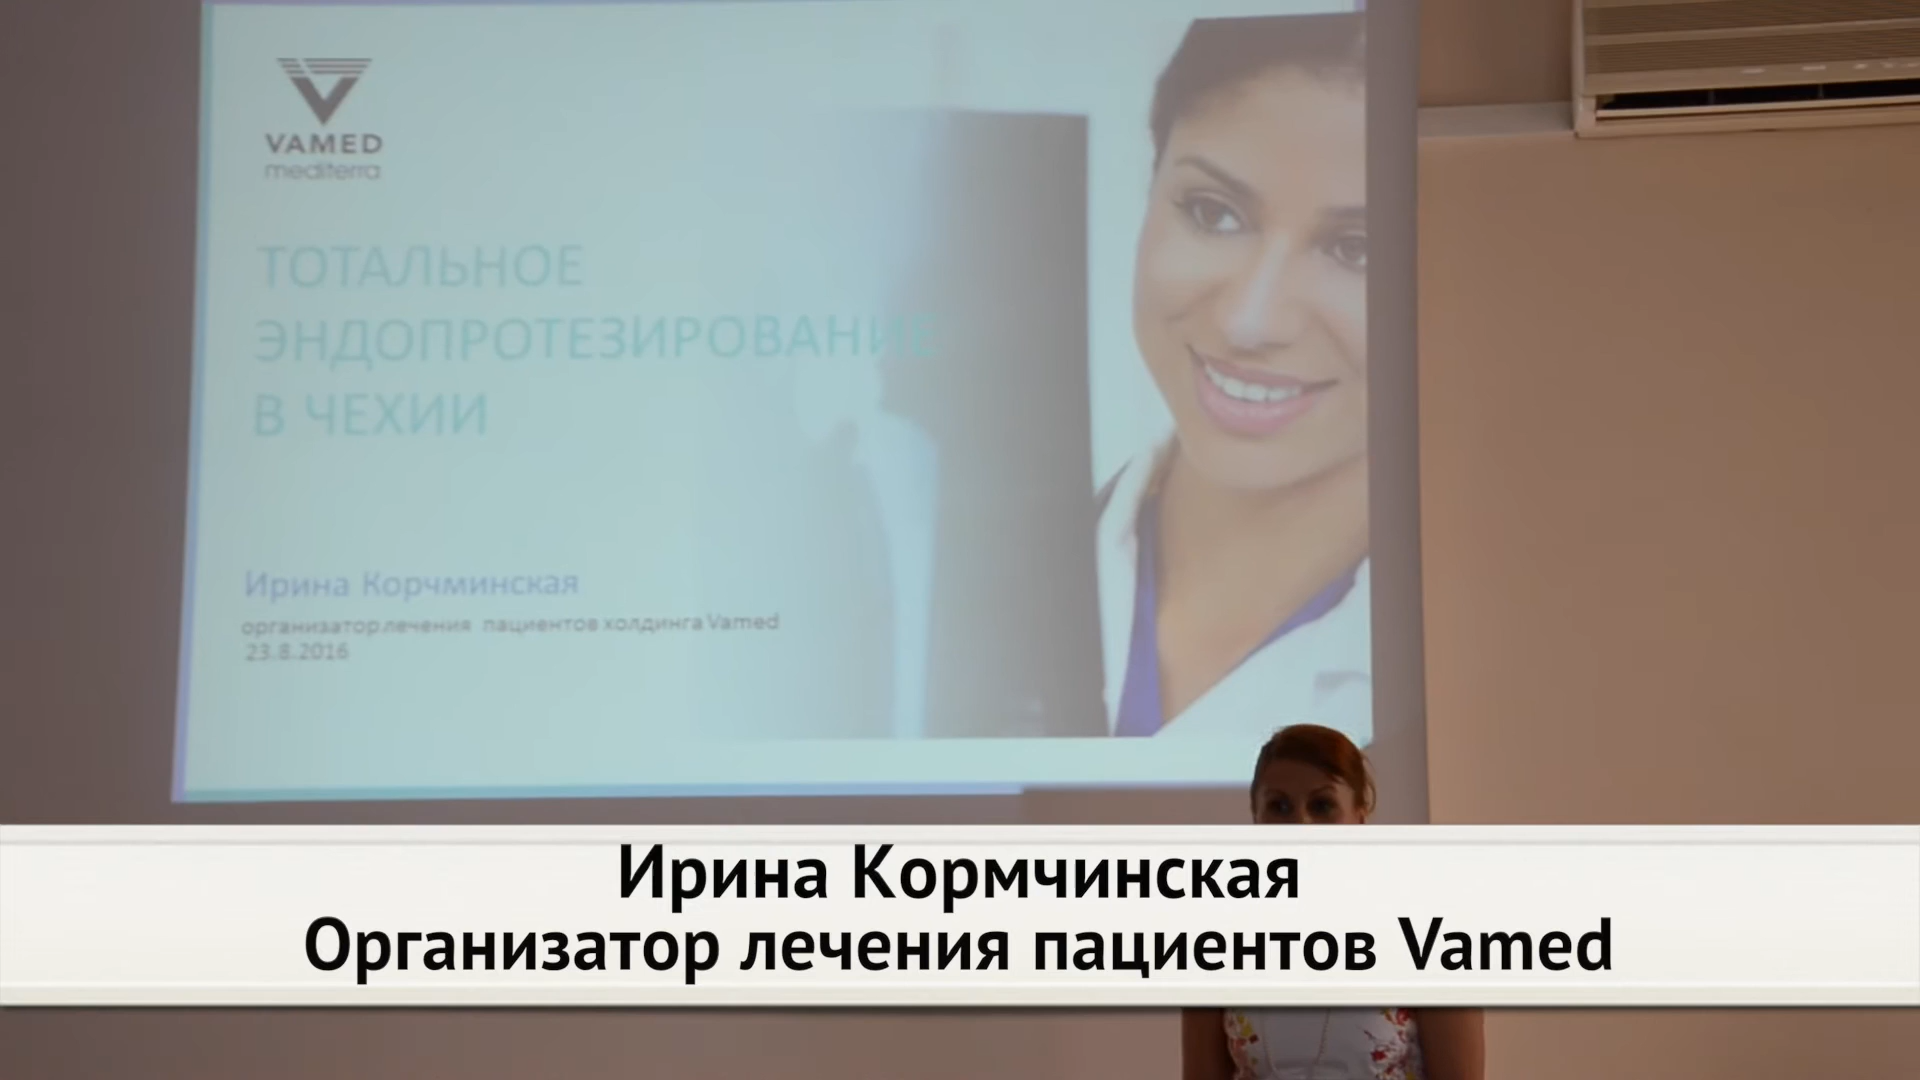 VAMED
mediterra
ТОТАЛЬНОЕ
ЭНДОПРОТЕЗИРОВАНИЕ
В ЧЕХИИ
Ирина Корчминская
организатор лечения пациентов холдинга Vamed
23.8.2016
Ирина Кормчинская
Организатор лечения пациентов Vamed